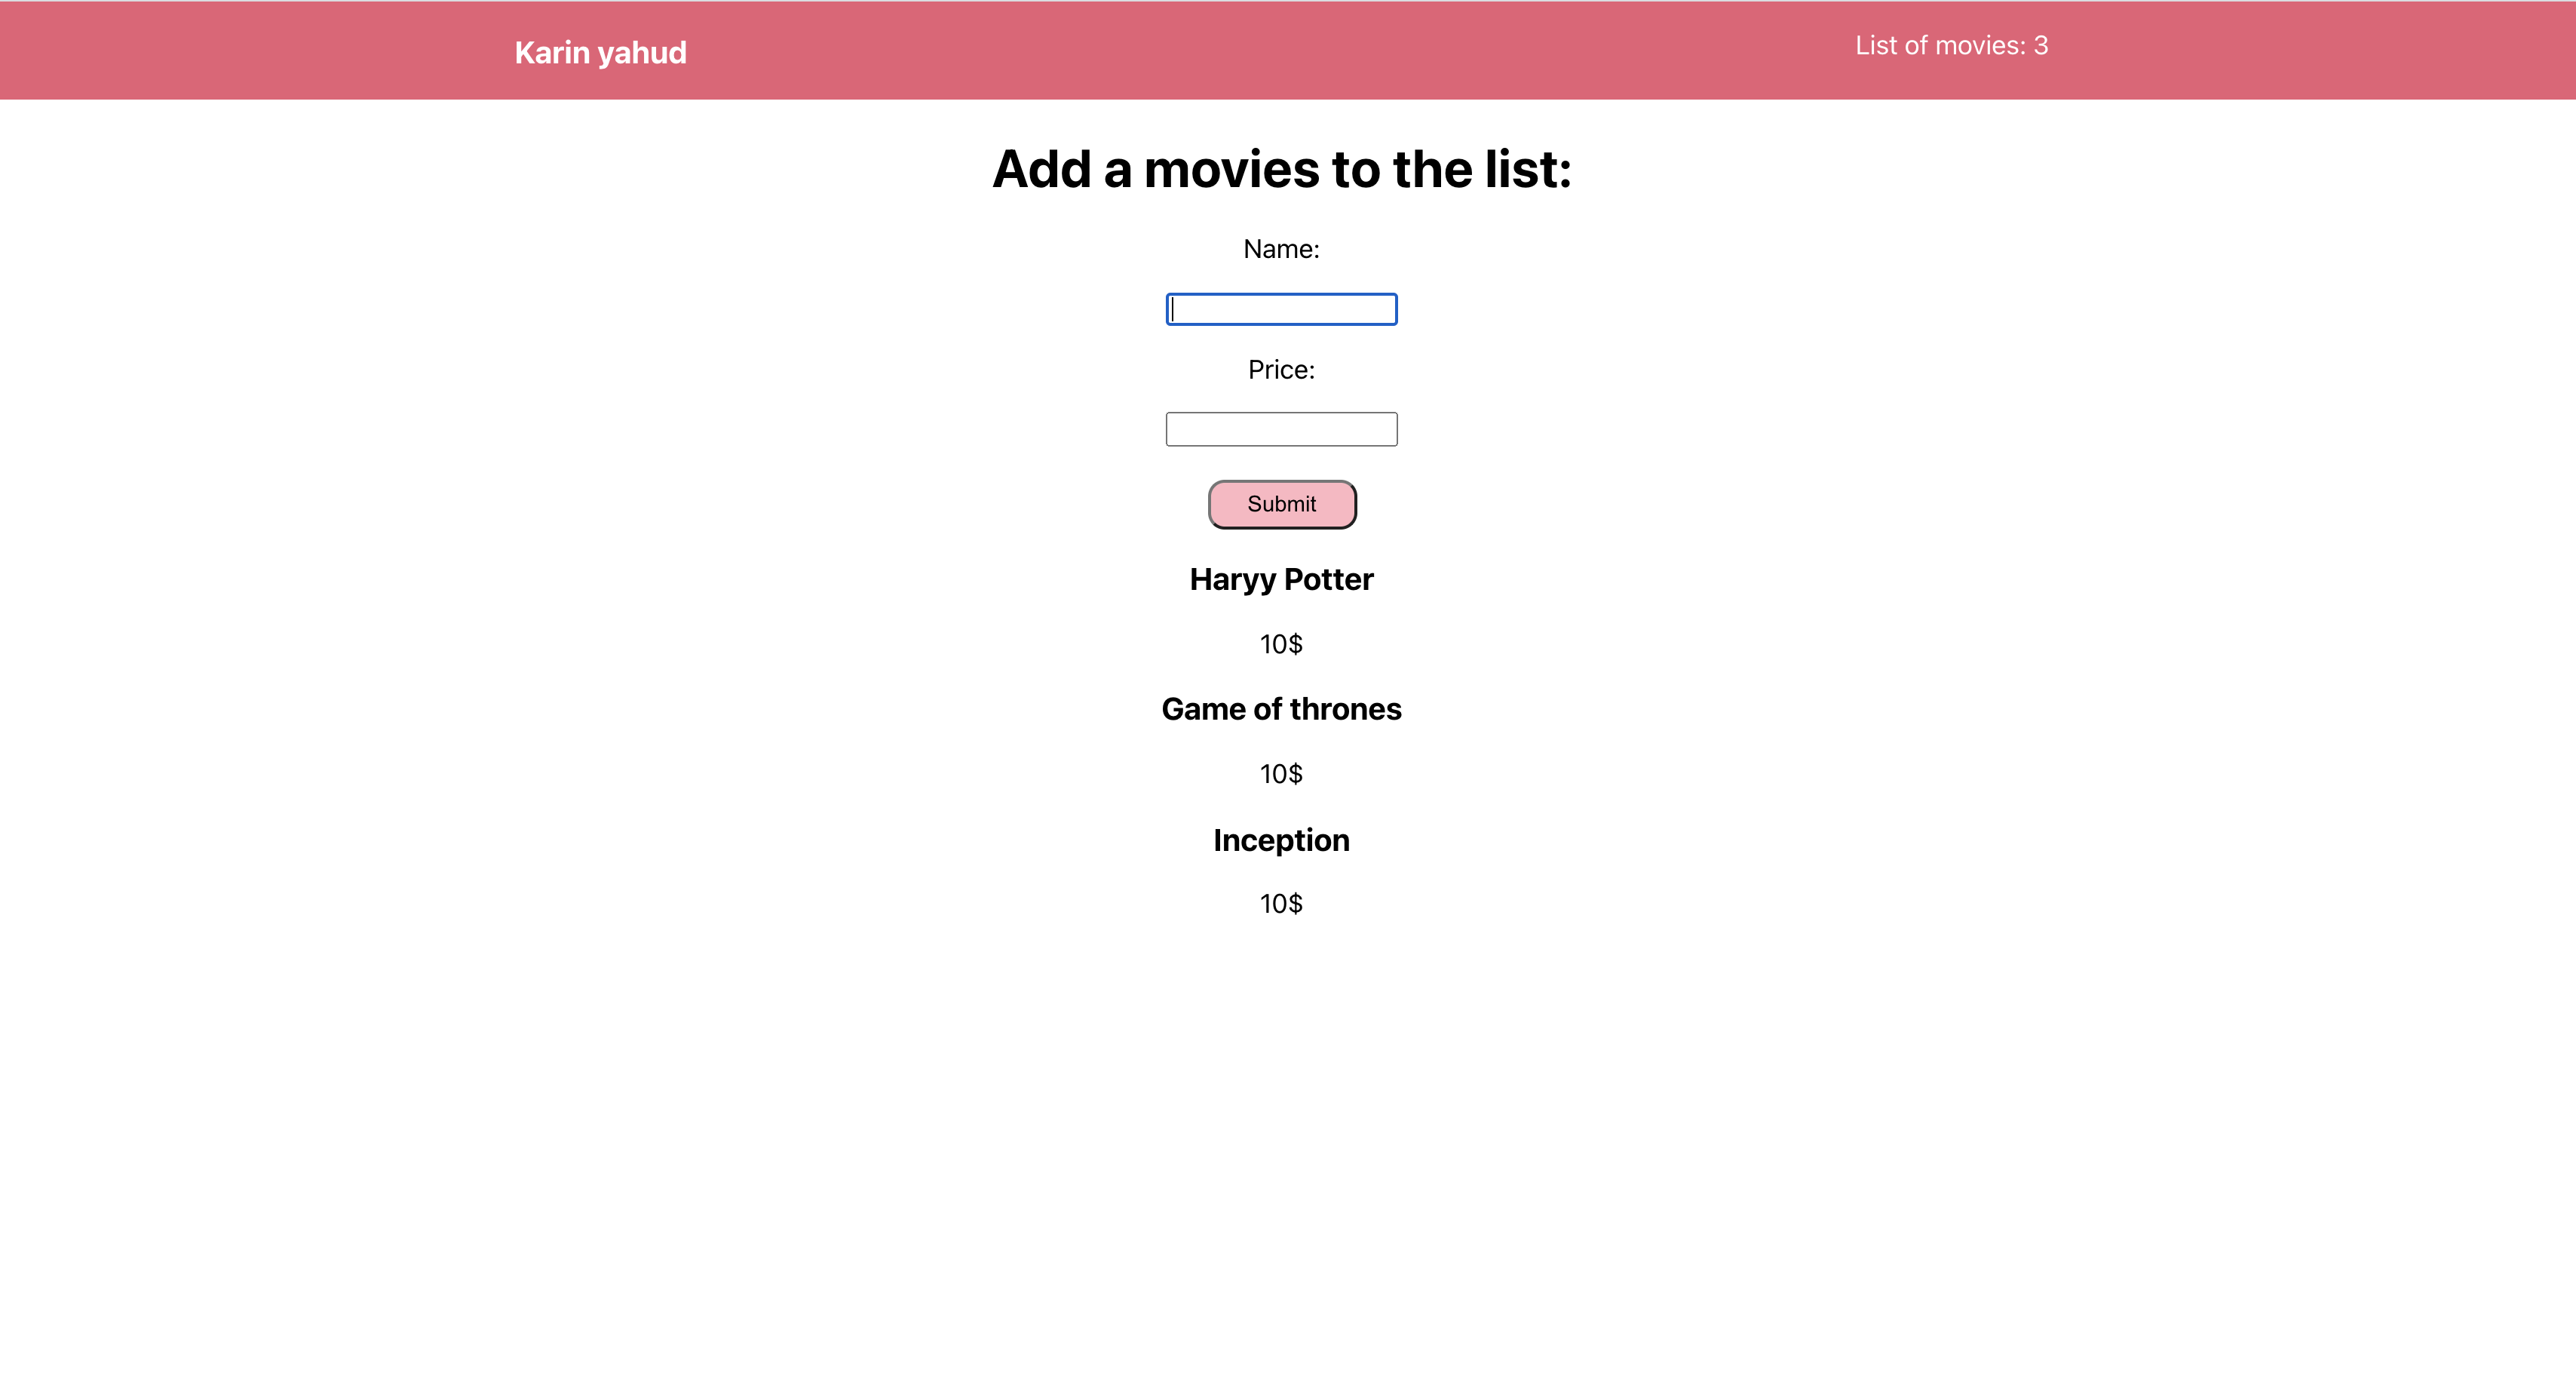 Karin yahud
List of movies: 3
Add a movies to the list:
Name:
Price:
Submit
Haryy Potter
10$
Game of thrones
10$
Inception
10$